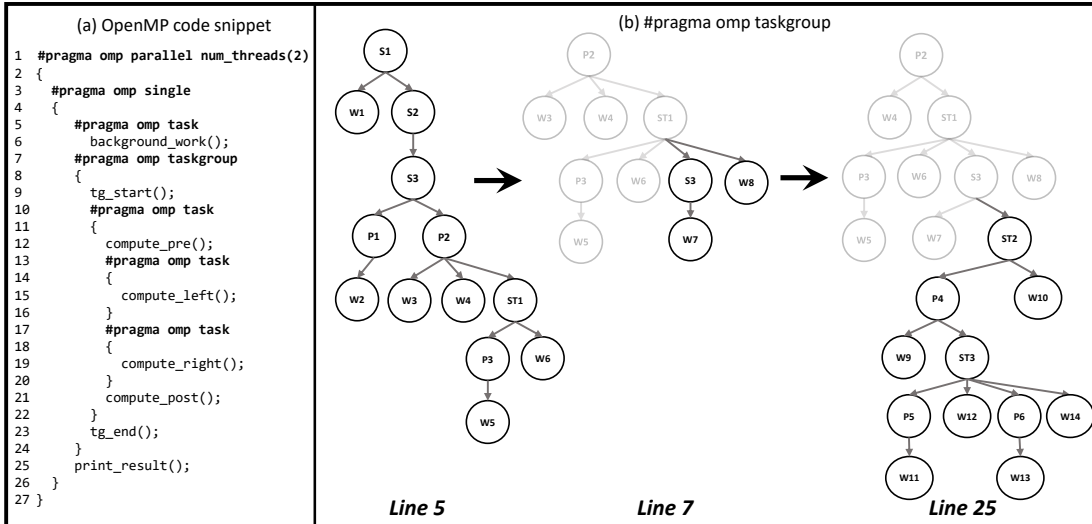 (a) OpenMP code snippet
1 #pragma omp parallel num_threads(2)
2 {
3 #pragma omp single
4 {
5 #pragma omp task
6 background_work();
7 #pragma omp taskgroup
8 {
9 tg_start();
10 #pragma omp task
11 {
12 compute_pre();
13 #pragma omp task
14 {
15 compute_left();
16 }
17 #pragma omp task
18 {
19 compute_right();
20 }
21 compute_post();
22 }
23 tg_end();
24 }
25 print_result();
26 }
27 }
(b) #pragma omp taskgroup
S1
W1 S2
S3
P1 P2
W2 W3 W4 ST1
P3 W6
W5
Line 5
P2
W3 W4 ST1
P3 W6 S3 W8
W5 W7
Line 7
P2
W4 ST1
P3 W6 S3 W8
W5 W7 ST2
P4 W10
W9 ST3
P5 W12 P6 W14
W11 W13
Line 25